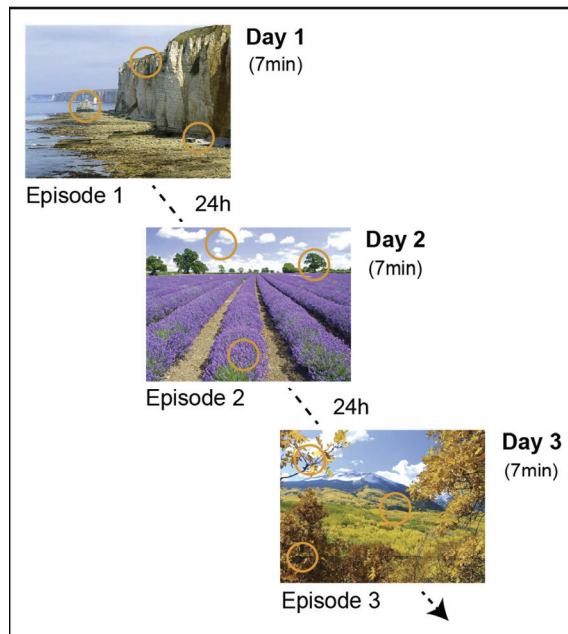 Day 1
(7min)
Episode 1
24h
Day 2
(7min)
Episode 2
24h
Day 3
(7min)
Episode 3